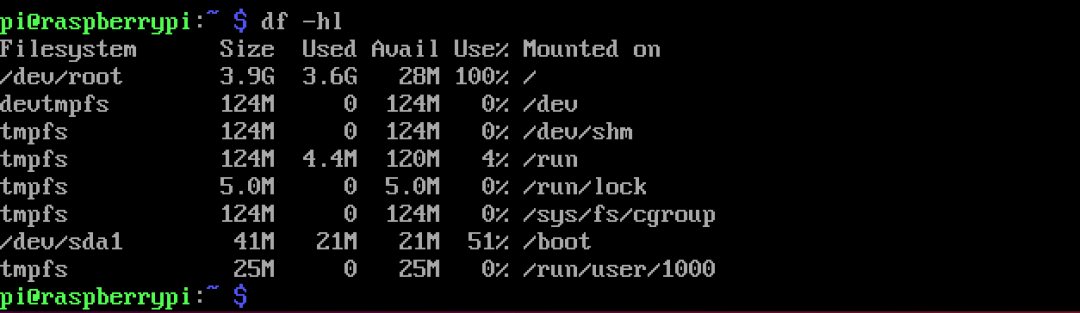 pi@raspberrypi:~ $ df -hl
Filesystem      Size  Used Avail Use% Mounted on
/dev/root       3.9G  3.6G   28M 100% /
devtmpfs        124M     0  124M   0% /dev
tmpfs           124M     0  124M   0% /dev/shm
tmpfs           124M  4.4M  120M   4% /run
tmpfs           5.0M     0  5.0M   0% /run/lock
tmpfs           124M     0  124M   0% /sys/fs/cgroup
/dev/sda1        41M   21M   21M  51% /boot
tmpfs            25M     0   25M   0% /run/user/1000
pi@raspberrypi:~ $